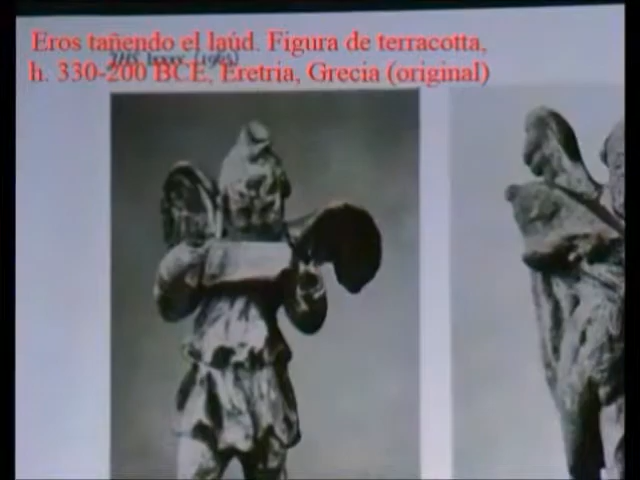 Eros tañendo el laúd. Figura de terracotta,
h. 330-200 BCE, Eretria, Grecia (original)